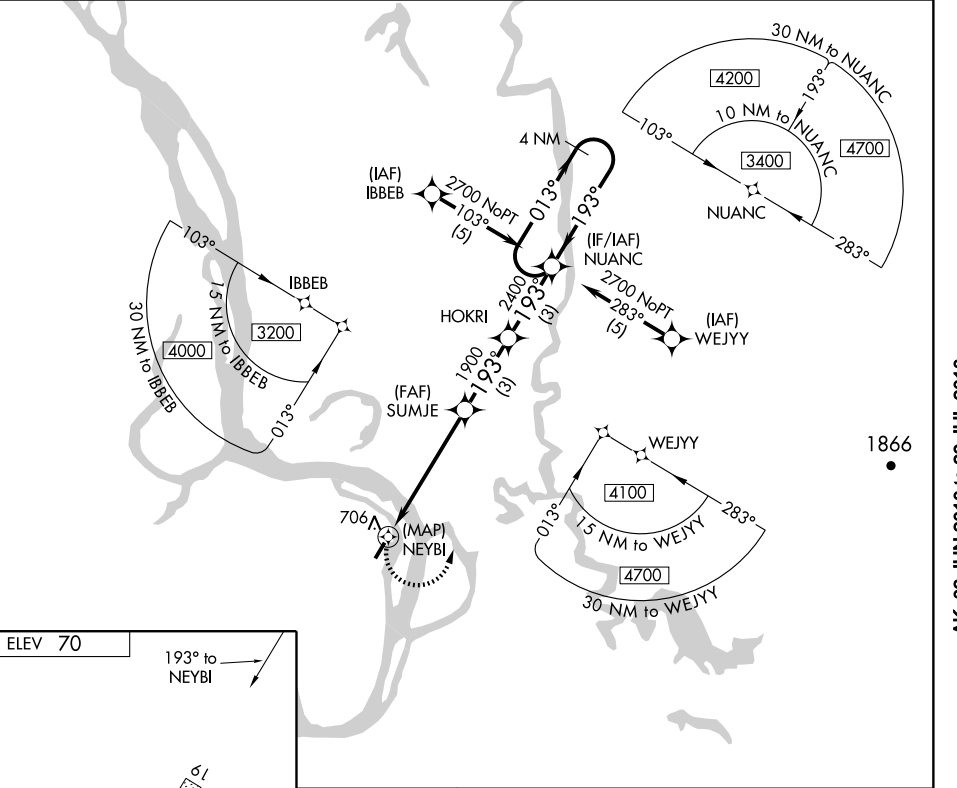 30 NM to NUANC
4200
193°
10 NM to NUANC
4700
103°
3400
NUANC
283°
4 NM
(IAF)
IBBEB
2700 NoPT
103°
(5)
013°
193°
(IF/IAF)
NUANC
2700 NoPT
283°
(5)
(IAF)
WEJYY
103°
IBBEB
15 NM to IBBEB
3200
30 NM to IBBEB
4000
013°
2400
193°
(3)
HOKRI
1900
193°
(3)
(FAF)
SUMJE
1866
WEJYY
4100
013°
283°
15 NM to WEJYY
4700
30 NM to WEJYY
706
(MAP)
NEYBI
ELEV 70
193° to
NEYBI
19